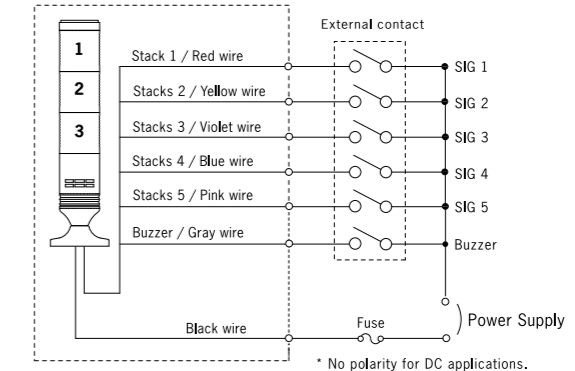 External contact
1
Stack 1 / Red wire
SIG 1
2
Stacks 2 / Yellow wire
SIG 2
3
Stacks 3 / Violet wire
SIG 3
Stacks 4 / Blue wire
SIG 4
Stacks 5 / Pink wire
SIG 5
Buzzer / Gray wire
Buzzer
Black wire
Fuse
Power Supply
* No polarity for DC applications.